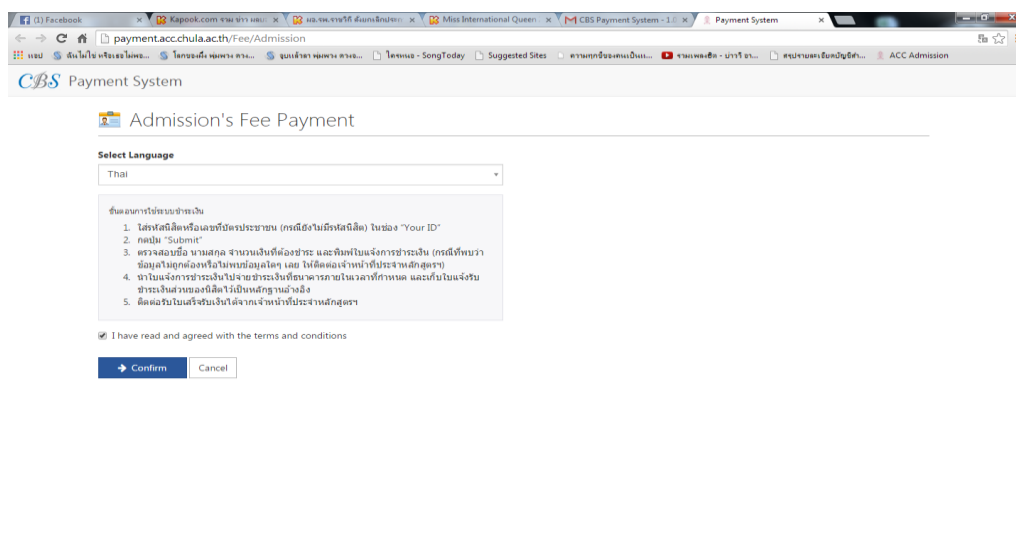 (1) Facebook
Kapook.com รวม ข่าว
Miss International Queen
CBS Payment System - 1.0
Payment System
payment.acc.chula.ac.th/Fee/Admission
แอป
ใครหนอ - SongToday
Suggested Sites
ACC Admission
CBS Payment System
Admission's Fee Payment
Select Language
Thai
ขั้นตอนการใช้ระบบชำระเงิน
1. ใส่รหัสนิสิตหรือเลขที่บัตรประชาชน (กรณียังไม่มีรหัสนิสิต) ในช่อง "Your ID"
2. กดปุ่ม "Submit"
3. ตรวจสอบชื่อ นามสกุล จำนวนเงินที่ต้องชำระ และพิมพ์ใบแจ้งการชำระเงิน (กรณีที่พบว่า
ข้อมูลไม่ถูกต้องหรือไม่พบข้อมูลใดๆ เลย ให้ติดต่อเจ้าหน้าที่ประจำหลักสูตรฯ)
4. นำใบแจ้งการชำระเงินไปจ่ายชำระเงินที่ธนาคารภายในเวลาที่กำหนด และเก็บใบแจ้งรับ
ชำระเงินส่วนของนิสิตไว้เป็นหลักฐานอ้างอิง
5. ติดต่อรับใบเสร็จรับเงินได้จากเจ้าหน้าที่ประจำหลักสูตรฯ
I have read and agreed with the terms and conditions
Confirm
Cancel